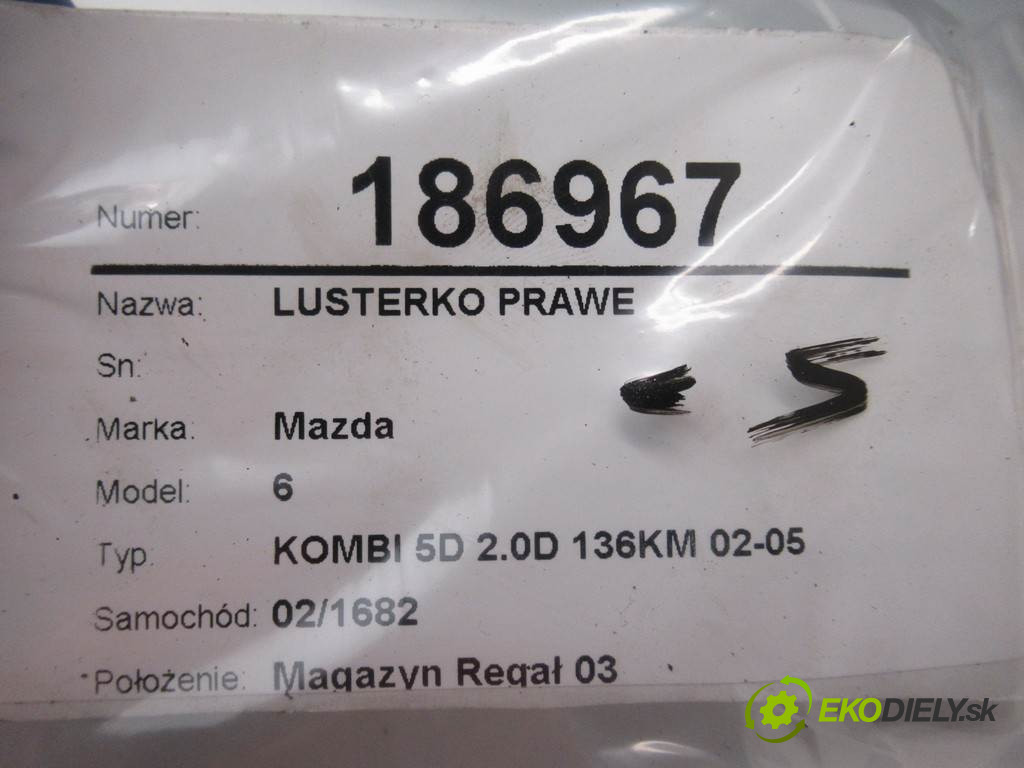 Numer: 186967
Nazwa: LUSTERKO PRAWE
Sn:
Marka: Mazda
Model: 6
Typ: KOMBI 5D 2.0D 136KM 02-05
Samochód: 02/1682
Położenie: Magazyn Regał 03
EKODIELY.sk